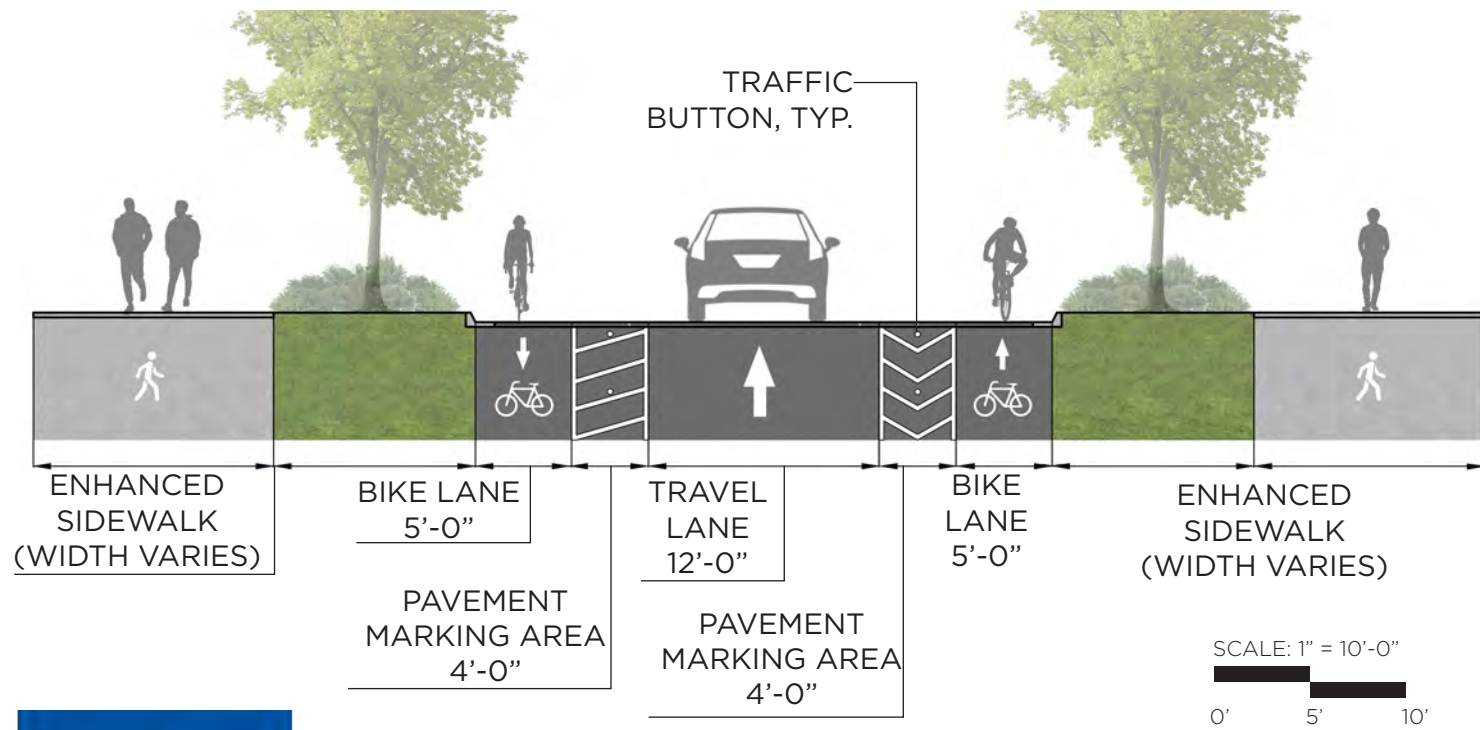 TRAFFIC
BUTTON, TYP.
ENHANCED
SIDEWALK
(WIDTH VARIES)
BIKE LANE
5’-0”
PAVEMENT
MARKING AREA
4’-0”
TRAVEL
LANE
12’-0”
PAVEMENT
MARKING AREA
4’-0”
BIKE
LANE
5’-0”
ENHANCED
SIDEWALK
(WIDTH VARIES)
SCALE: 1” = 10’-0”
0’ 5’ 10’